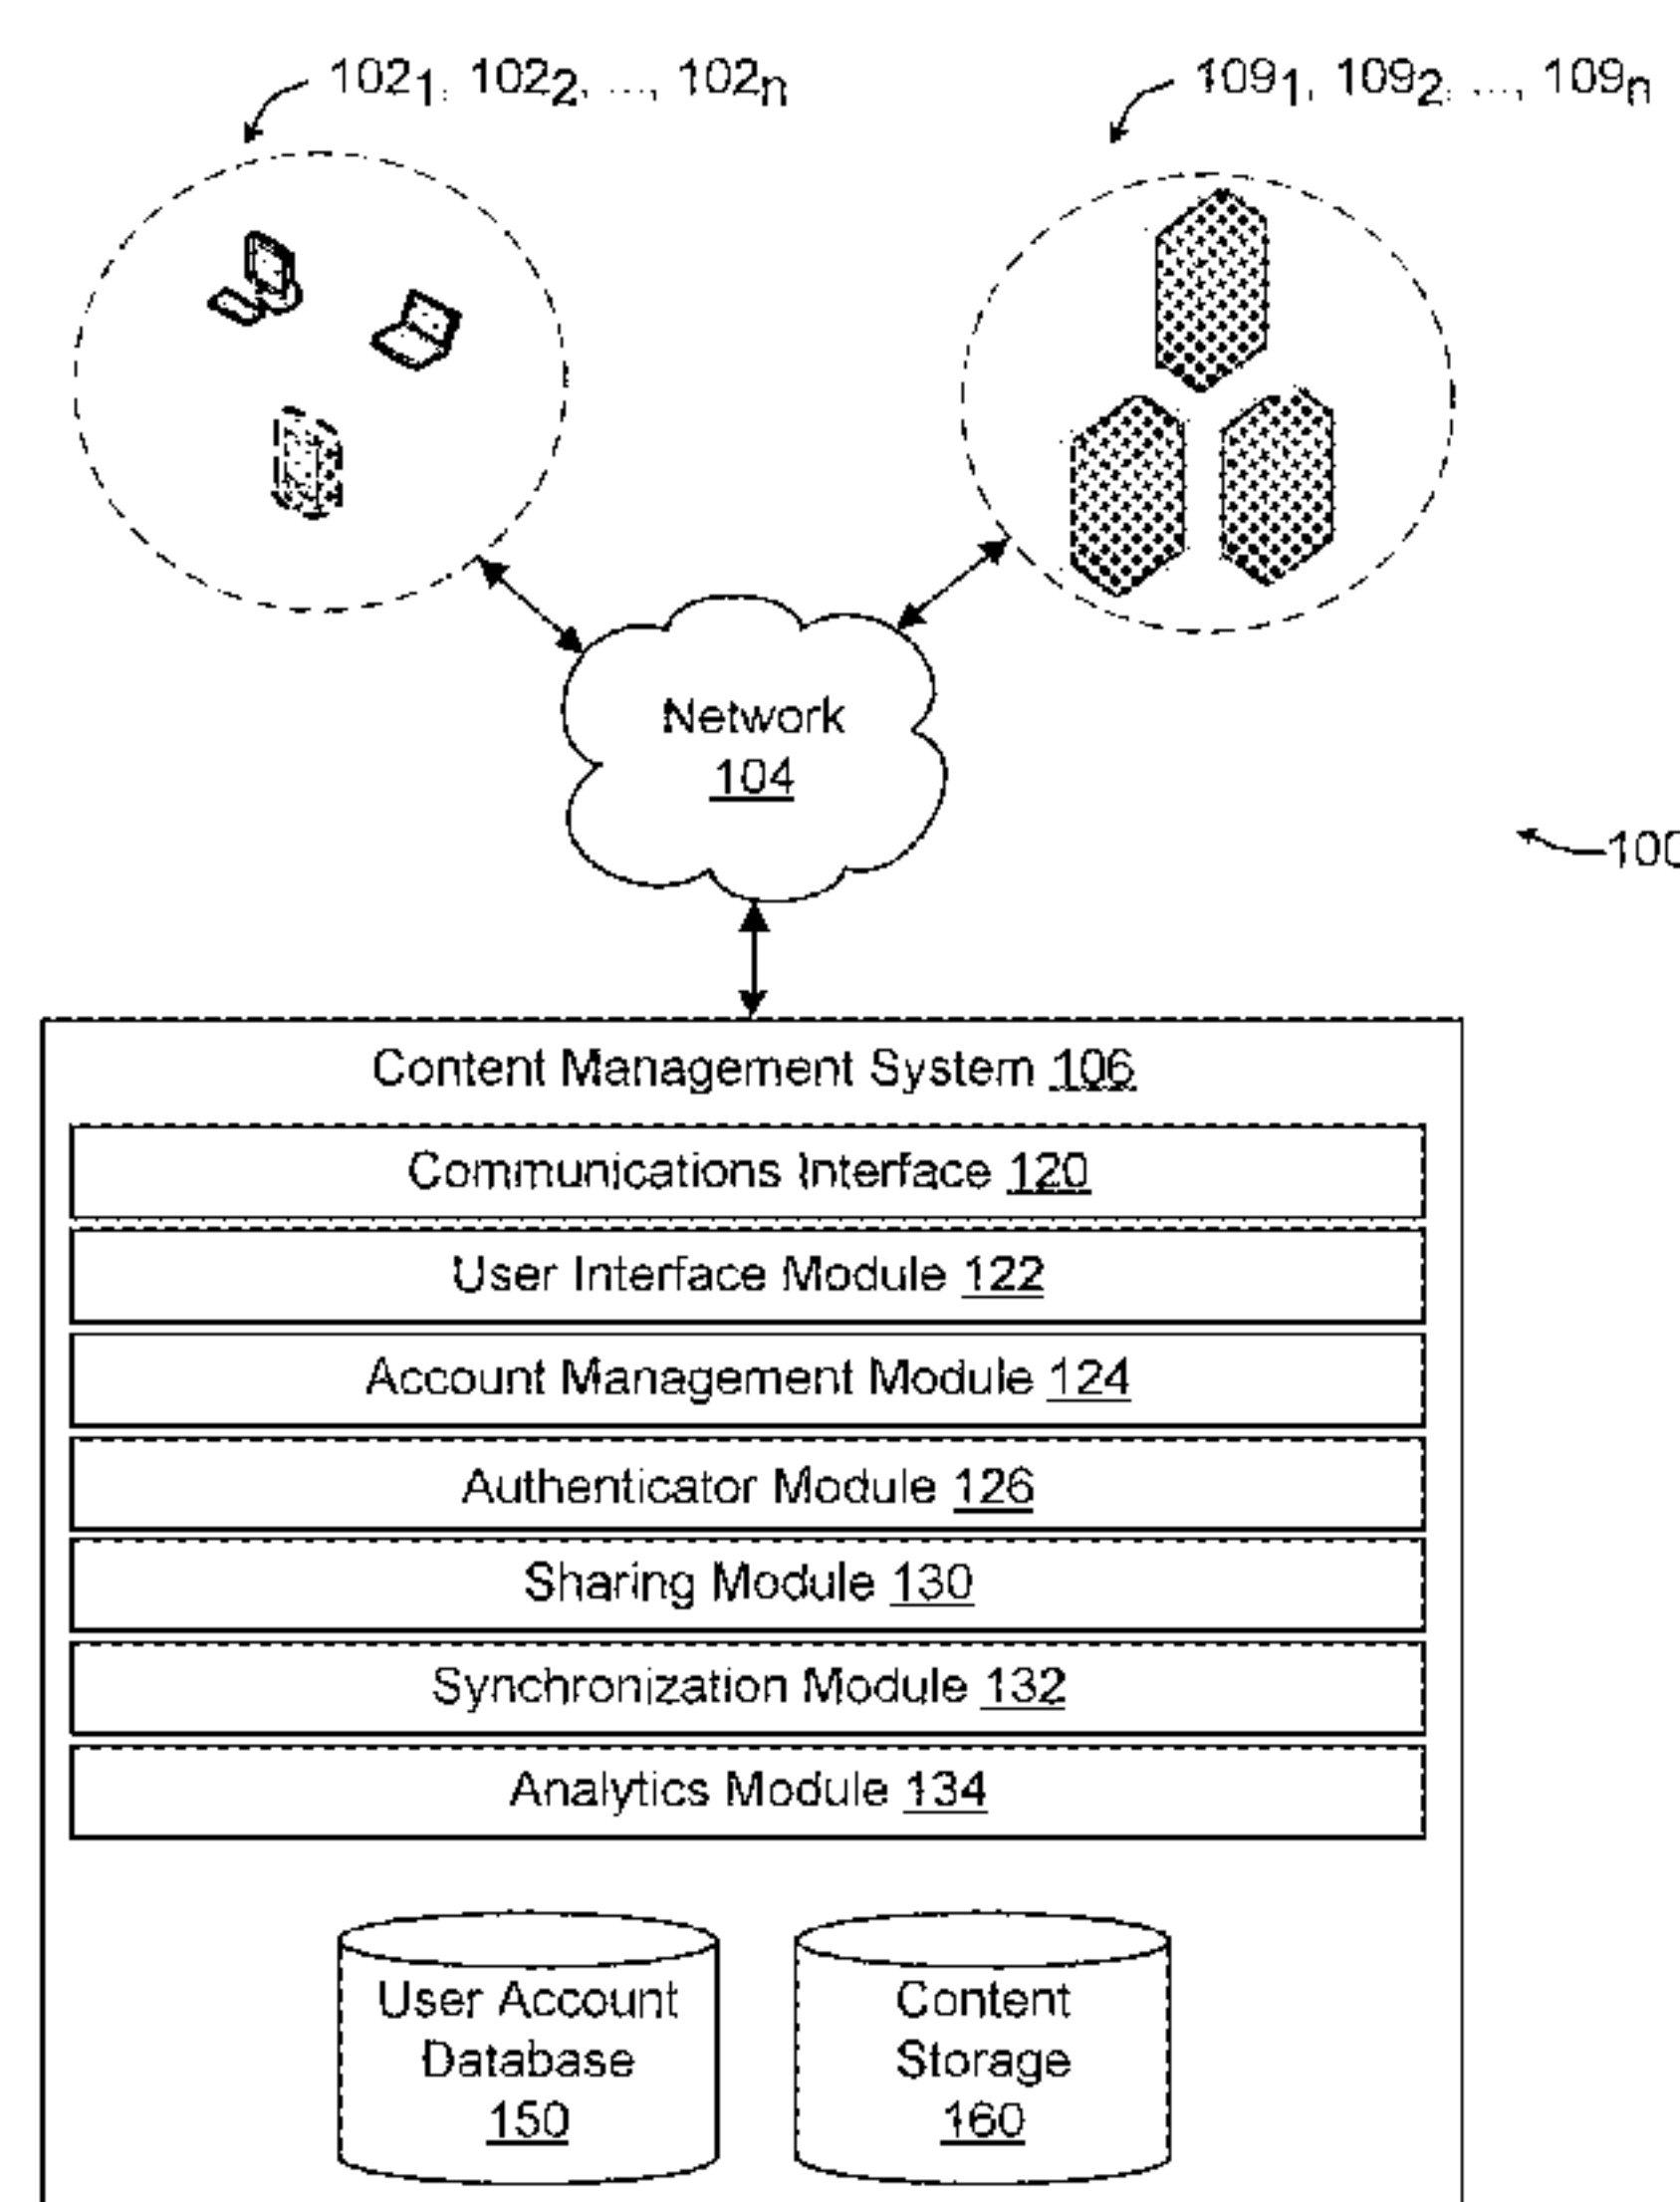 102₁, 102₂, ..., 102ₙ
109₁, 109₂, ..., 109ₙ
Network
104
100
Content Management System 106
Communications Interface 120
User Interface Module 122
Account Management Module 124
Authenticator Module 126
Sharing Module 130
Synchronization Module 132
Analytics Module 134
User Account
Database
150
Content
Storage
160